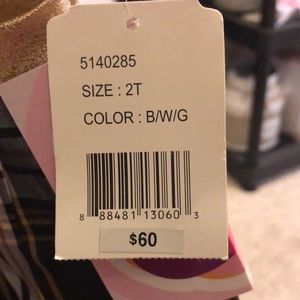 5140285
SIZE : 2T
COLOR : B/W/G
8 88481 13060 3
$60